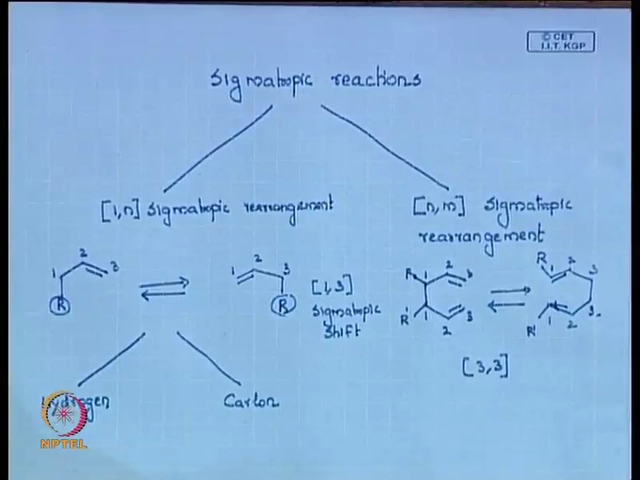 © CET
I.I.T. KGP
Sigmatropic reactions
[1,n] Sigmatropic rearrangement
[n,m] Sigmatropic
rearrangement
1 2 3
R
1 2 3
R
[1,3]
Sigmatropic
Shift
R 1 2 3
R' 1 2 3
R 1 2 3
R' 1 2 3
[3,3]
Hydrogen
Carbon
NPTEL